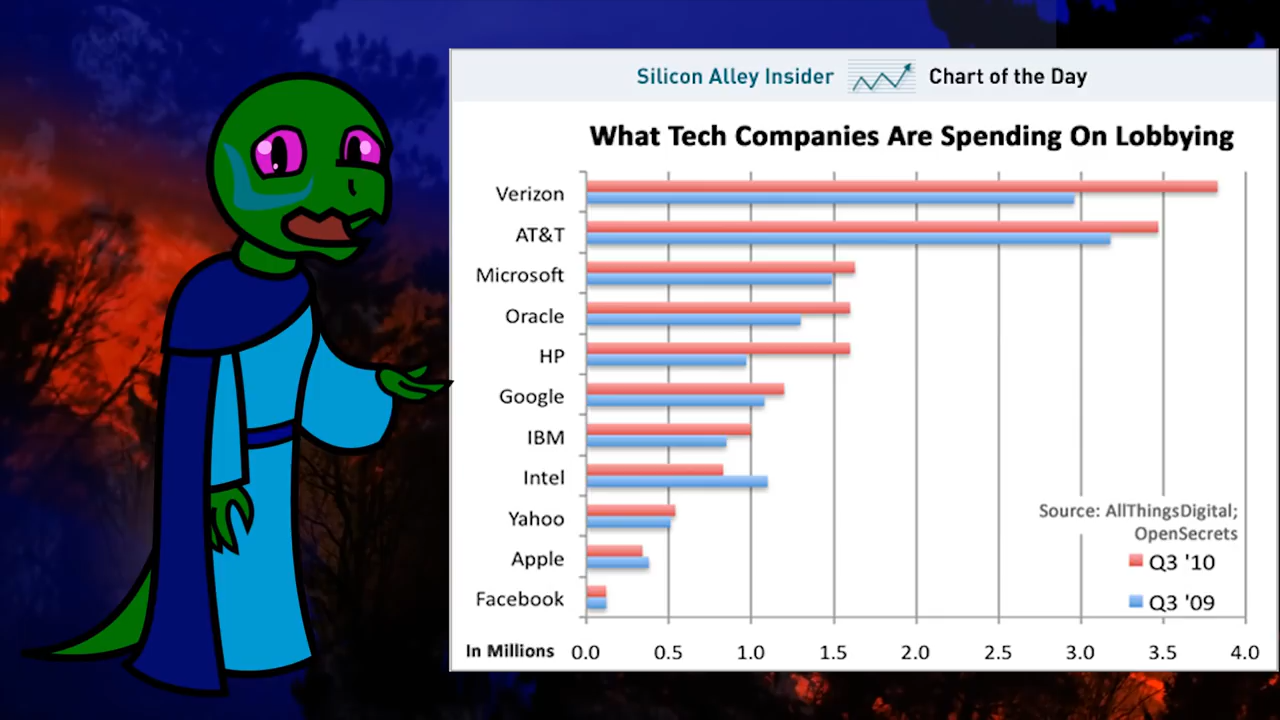 Silicon Alley Insider Chart of the Day
What Tech Companies Are Spending On Lobbying
Verizon
AT&T
Microsoft
Oracle
HP
Google
IBM
Intel
Yahoo
Apple
Facebook
Source: AllThingsDigital;
OpenSecrets
Q3 '10
Q3 '09
In Millions 0.0 0.5 1.0 1.5 2.0 2.5 3.0 3.5 4.0